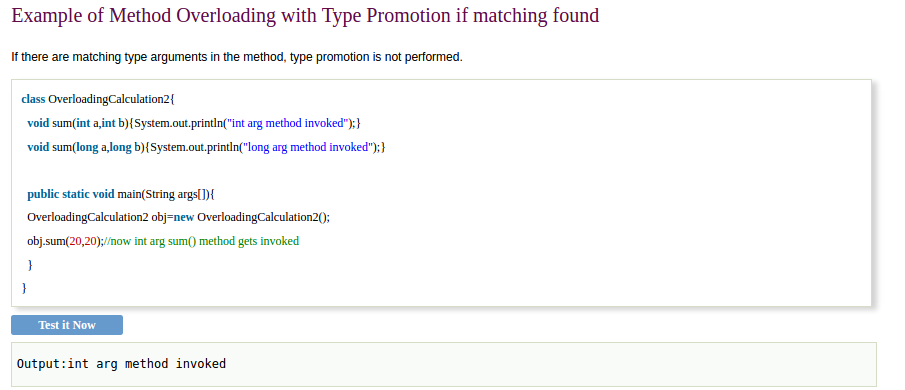 Example of Method Overloading with Type Promotion if matching found
If there are matching type arguments in the method, type promotion is not performed.
class OverloadingCalculation2{
void sum(int a,int b){System.out.println("int arg method invoked");}
void sum(long a,long b){System.out.println("long arg method invoked");}
public static void main(String args[]){
OverloadingCalculation2 obj=new OverloadingCalculation2();
obj.sum(20,20);//now int arg sum() method gets invoked
}
}
Test it Now
Output:int arg method invoked